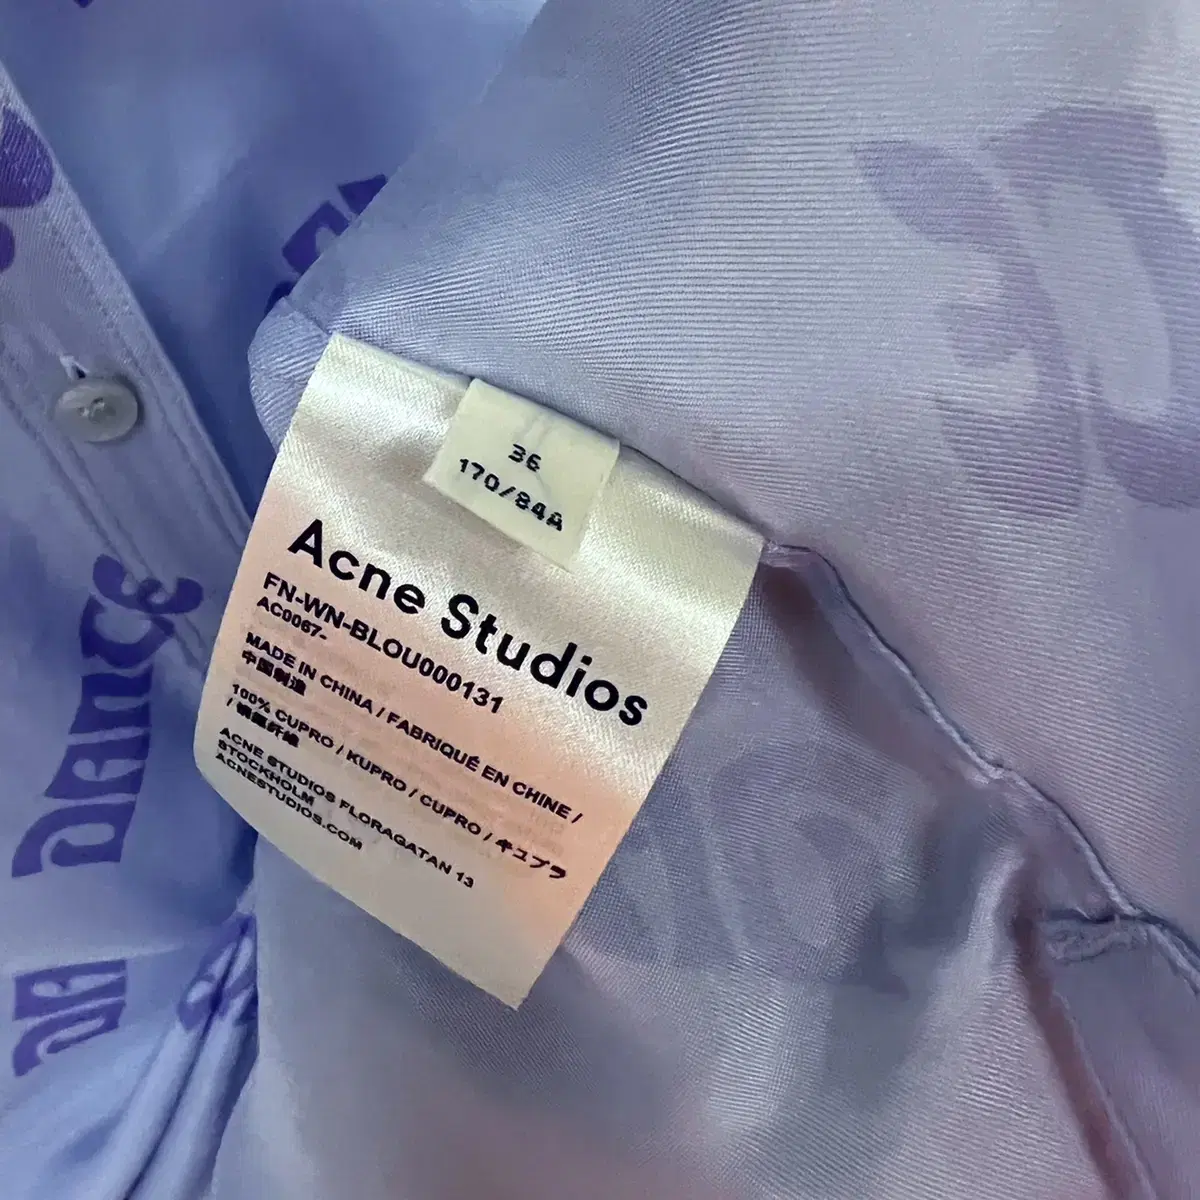 36
170/84A
Acne Studios
FN-WN-BLOU000131
AC0067-
MADE IN CHINA / FABRIQUÉ EN CHINE /
中国制造
100% CUPRO / KUPRO / CUPRO / キュプラ
/ 铜氨纤维
ACNE STUDIOS FLORAGATAN 13
STOCKHOLM
ACNESTUDIOS.COM
DANCE